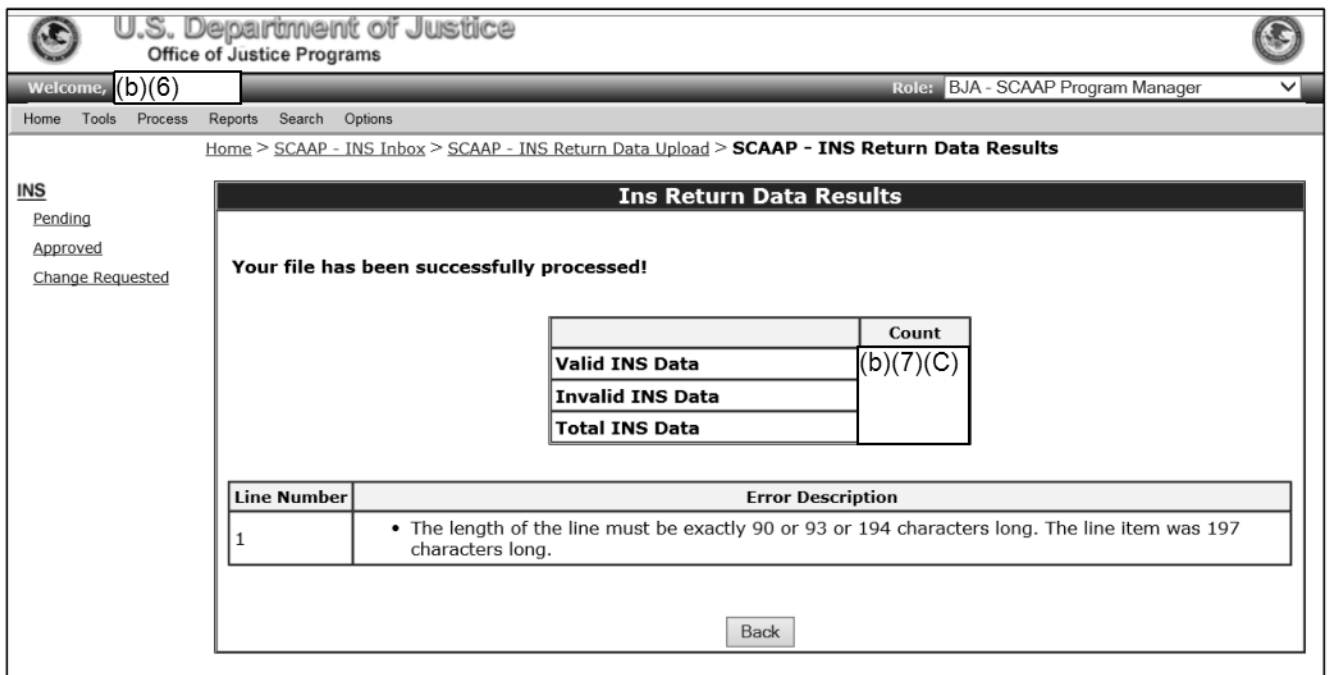 U.S. Department of Justice
Office of Justice Programs
Welcome, (b)(6)
Role: BJA - SCAAP Program Manager
Home Tools Process Reports Search Options
Home > SCAAP - INS Inbox > SCAAP - INS Return Data Upload > SCAAP - INS Return Data Results
INS
Pending
Approved
Change Requested
Ins Return Data Results
Your file has been successfully processed!
Count
Valid INS Data (b)(7)(C)
Invalid INS Data
Total INS Data
Line Number Error Description
1 • The length of the line must be exactly 90 or 93 or 194 characters long. The line item was 197
characters long.
Back